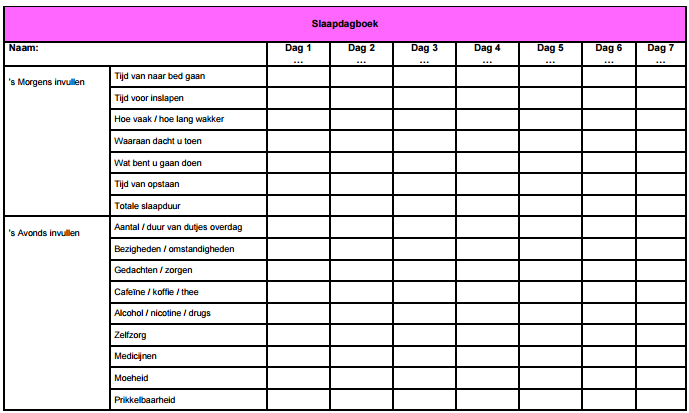 Slaapdagboek
Naam: Dag 1 Dag 2 Dag 3 Dag 4 Dag 5 Dag 6 Dag 7
... ... ... ... ... ... ...
's Morgens invullen
Tijd van naar bed gaan
Tijd voor inslapen
Hoe vaak / hoe lang wakker
Waaraan dacht u toen
Wat bent u gaan doen
Tijd van opstaan
Totale slaapduur
's Avonds invullen
Aantal / duur van dutjes overdag
Bezigheden / omstandigheden
Gedachten / zorgen
Cafeïne / koffie / thee
Alcohol / nicotine / drugs
Zelfzorg
Medicijnen
Moeheid
Prikkelbaarheid